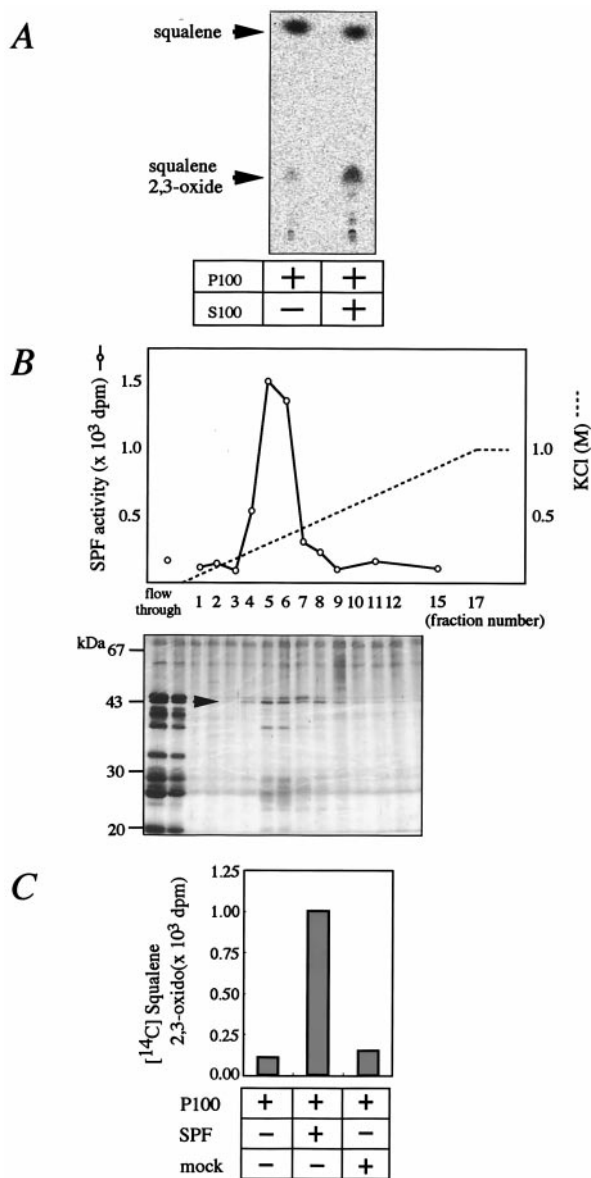 A
squalene
squalene
2,3-oxide
P100 + +
S100 − +
B
SPF activity (x 10³ dpm)
1.5
1.0
0.5
KCl (M)
1.0
0.5
flow
through
1 2 3 4 5 6 7 8 9 10 11 12 15 17
(fraction number)
kDa
67
43
30
20
C
[¹⁴C] Squalene
2,3-oxido(x 10³ dpm)
1.25
1.00
0.75
0.25
0.00
P100 + + +
SPF − + −
mock − − +